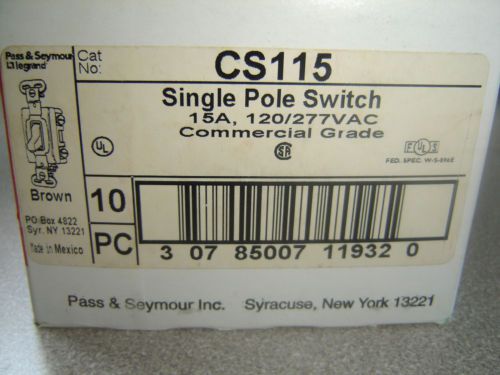 Pass & Seymour
Legrand
Cat
No:
CS115
Single Pole Switch
15A, 120/277VAC
Commercial Grade
UL
SA
FED. SPEC. W-S-896E
Brown
PO Box 4822
Syr. NY 13221
Made in Mexico
10
PC
3 07 85007 11932 0
Pass & Seymour Inc. Syracuse, New York 13221